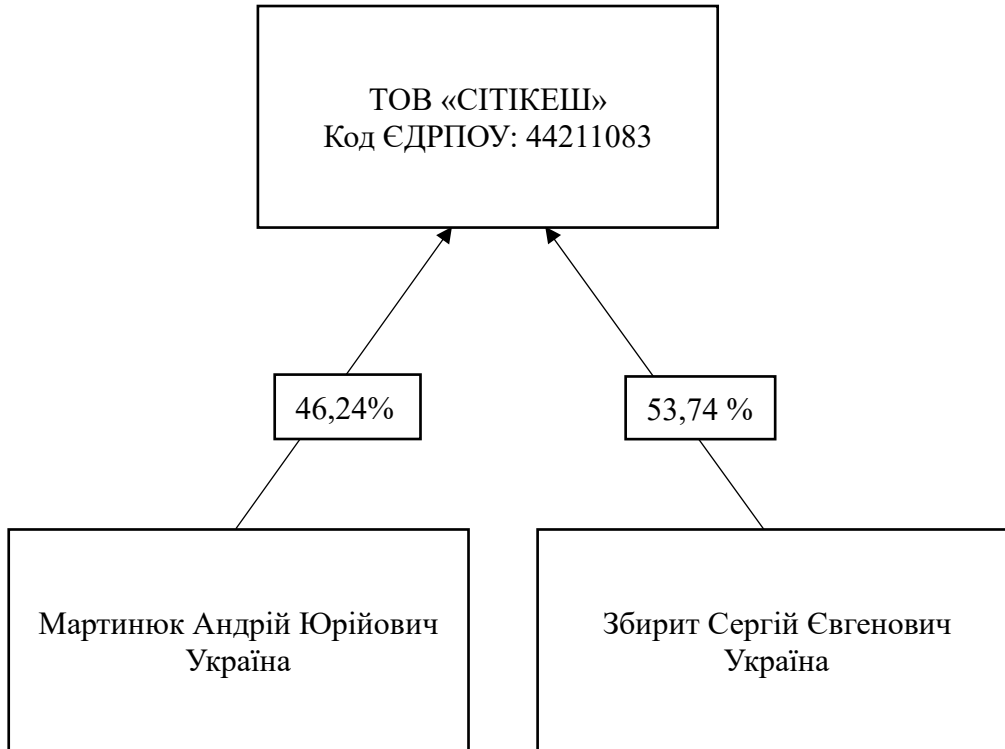 ТОВ «СІТІКЕШ»
Код ЄДРПОУ: 44211083
46,24%
53,74 %
Мартинюк Андрій Юрійович
Україна
Збирит Сергій Євгенович
Україна